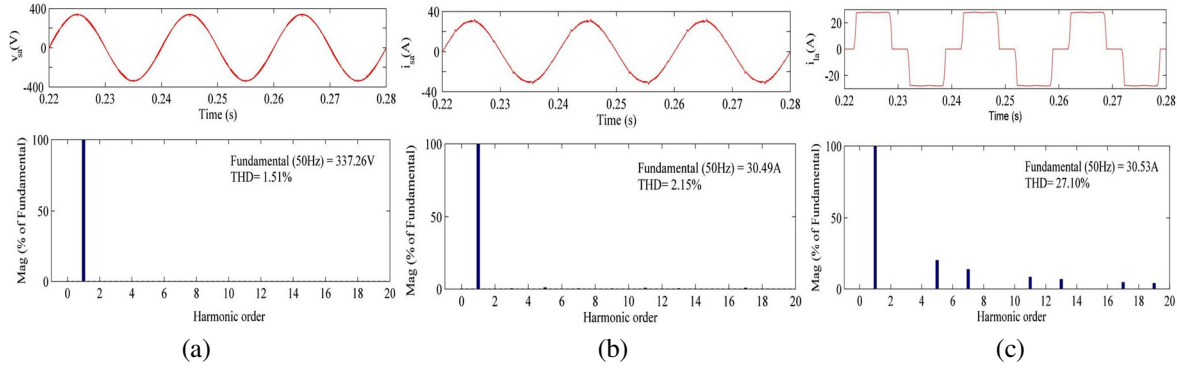 v_sa(V)
400
0
-400
0.22 0.23 0.24 0.25 0.26 0.27 0.28
Time (s)
Mag (% of Fundamental)
100
50
0
Fundamental (50Hz) = 337.26V
THD= 1.51%
0 2 4 6 8 10 12 14 16 18 20
Harmonic order
(a)
i_sa(A)
40
0
-40
0.22 0.23 0.24 0.25 0.26 0.27 0.28
Time (s)
Mag (% of Fundamental)
100
50
0
Fundamental (50Hz) = 30.49A
THD= 2.15%
0 2 4 6 8 10 12 14 16 18 20
Harmonic order
(b)
i_la(A)
20
0
-20
0.22 0.23 0.24 0.25 0.26 0.27 0.28
Time (s)
Mag (% of Fundamental)
100
50
0
Fundamental (50Hz) = 30.53A
THD= 27.10%
0 2 4 6 8 10 12 14 16 18 20
Harmonic order
(c)